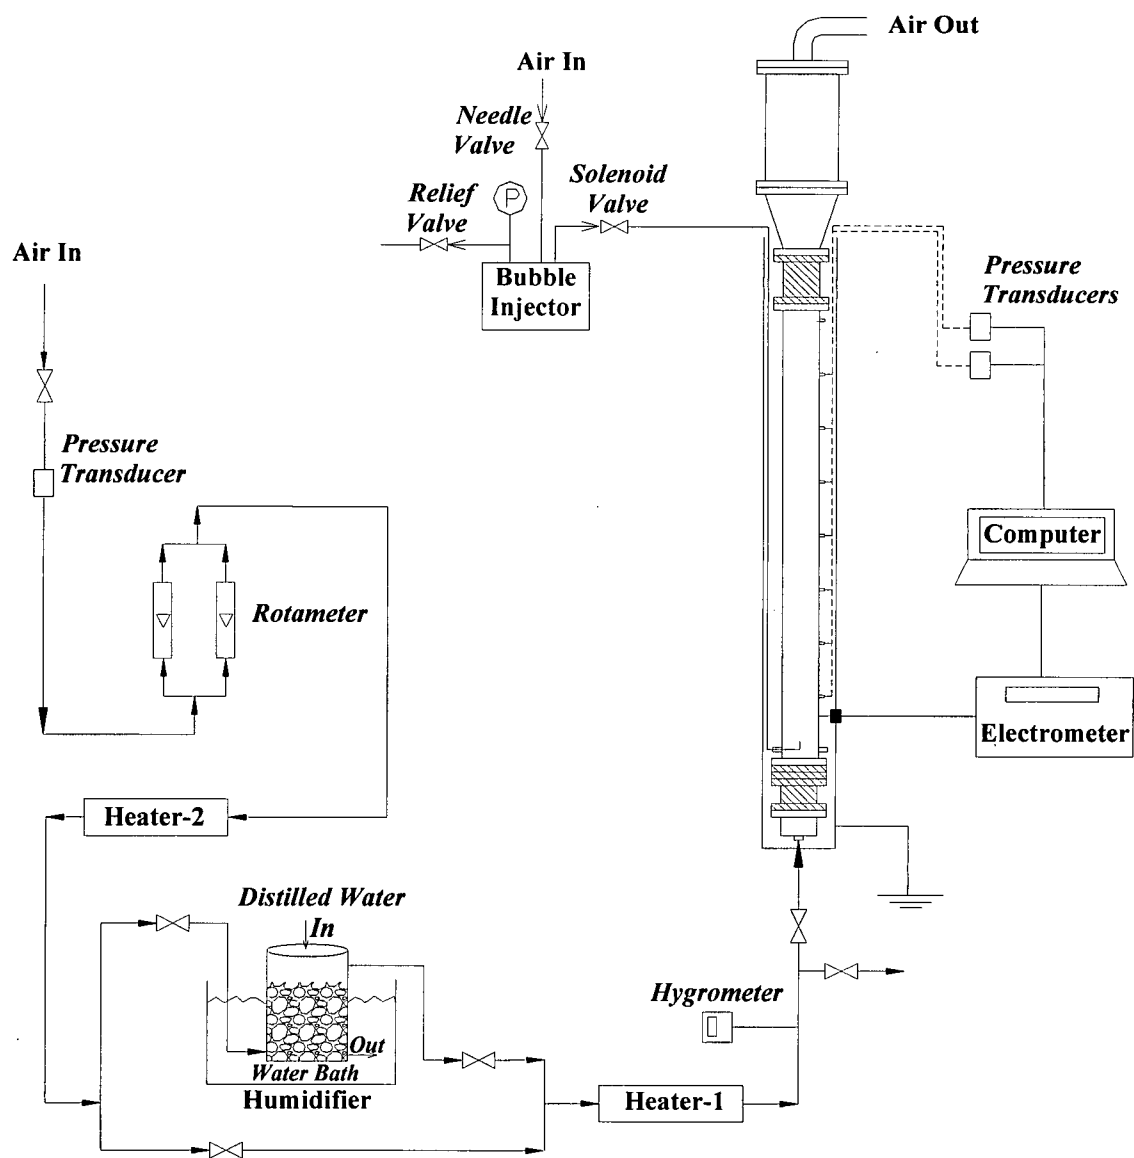 Air Out
Air In
Needle
Valve
Solenoid
Valve
Relief
Valve
P
Air In
Bubble
Injector
Pressure
Transducers
Pressure
Transducer
Computer
Rotameter
Electrometer
Heater-2
Distilled Water
In
Hygrometer
Out
Water Bath
Humidifier
Heater-1